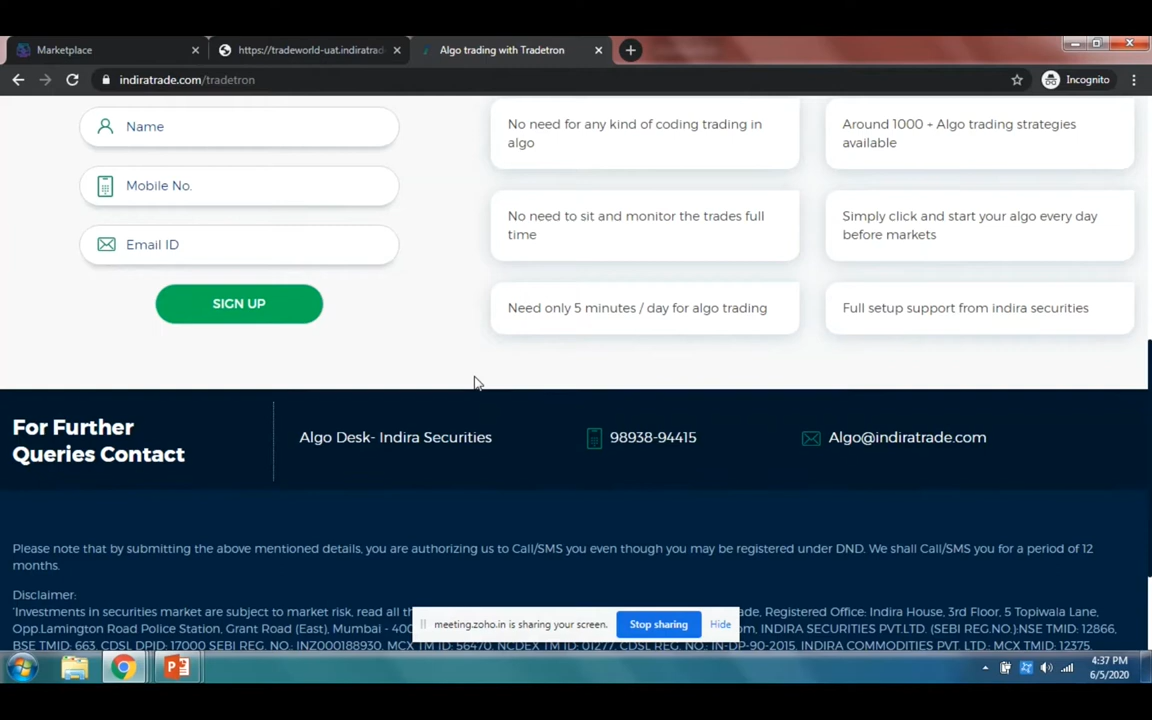 Marketplace
https://tradeworld-uat.indiratrad
Algo trading with Tradetron
indiratrade.com/tradetron
Incognito
Name
Mobile No.
Email ID
SIGN UP
No need for any kind of coding trading in
algo
Around 1000 + Algo trading strategies
available
No need to sit and monitor the trades full
time
Simply click and start your algo every day
before markets
Need only 5 minutes / day for algo trading
Full setup support from indira securities
For Further
Queries Contact
Algo Desk- Indira Securities
98938-94415
Algo@indiratrade.com
Please note that by submitting the above mentioned details, you are authorizing us to Call/SMS you even though you may be registered under DND. We shall Call/SMS you for a period of 12
months.
Disclaimer:
'Investments in securities market are subject to market risk, read all th
de, Registered Office: Indira House, 3rd Floor, 5 Topiwala Lane,
Opp.Lamington Road Police Station, Grant Road (East), Mumbai - 40
om, INDIRA SECURITIES PVT.LTD. (SEBI REG.NO.):NSE TMID: 12866,
BSE TMID: 663, CDSL DPID: 17000 SEBI REG. NO.: INZ000188930, MCX TM ID: 56470, NCDEX TM ID: 01277, CDSL REG. NO.: IN-DP-90-2015, INDIRA COMMODITIES PVT. LTD.: MCX TMID: 12375,
meeting.zoho.in is sharing your screen.
Stop sharing
Hide
4:37 PM
6/5/2020